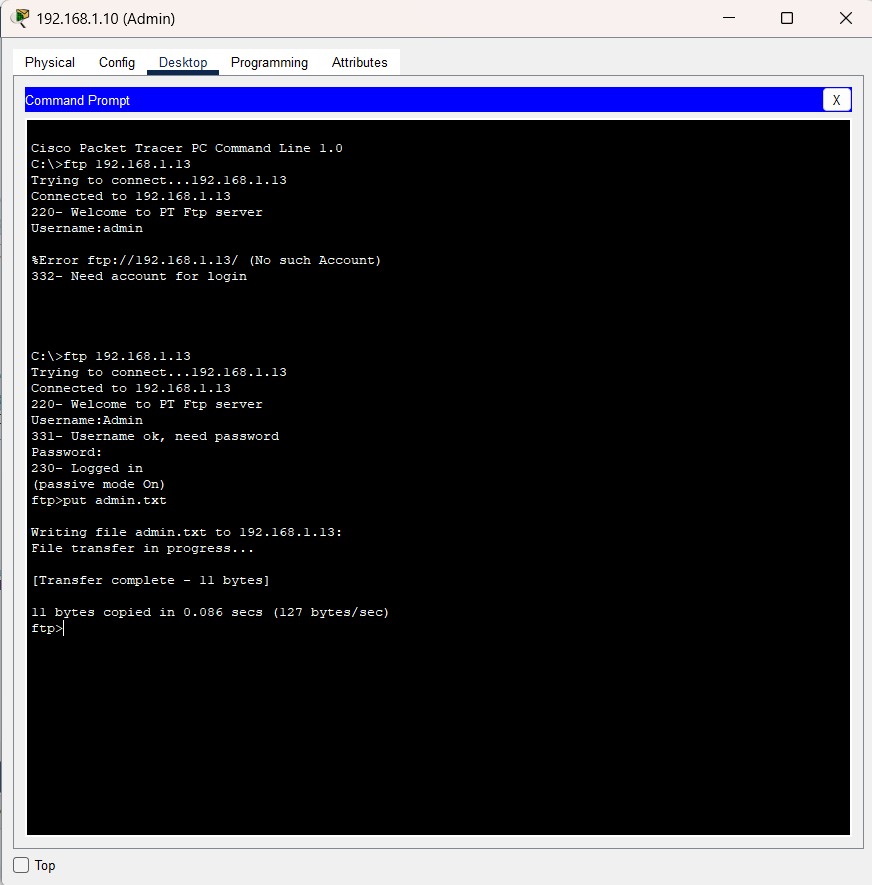 192.168.1.10 (Admin)
Physical Config Desktop Programming Attributes
Command Prompt X
Cisco Packet Tracer PC Command Line 1.0
C:\>ftp 192.168.1.13
Trying to connect...192.168.1.13
Connected to 192.168.1.13
220- Welcome to PT Ftp server
Username:admin
%Error ftp://192.168.1.13/ (No such Account)
332- Need account for login
C:\>ftp 192.168.1.13
Trying to connect...192.168.1.13
Connected to 192.168.1.13
220- Welcome to PT Ftp server
Username:Admin
331- Username ok, need password
Password:
230- Logged in
(passive mode On)
ftp>put admin.txt
Writing file admin.txt to 192.168.1.13:
File transfer in progress...
[Transfer complete - 11 bytes]
11 bytes copied in 0.086 secs (127 bytes/sec)
ftp>
Top